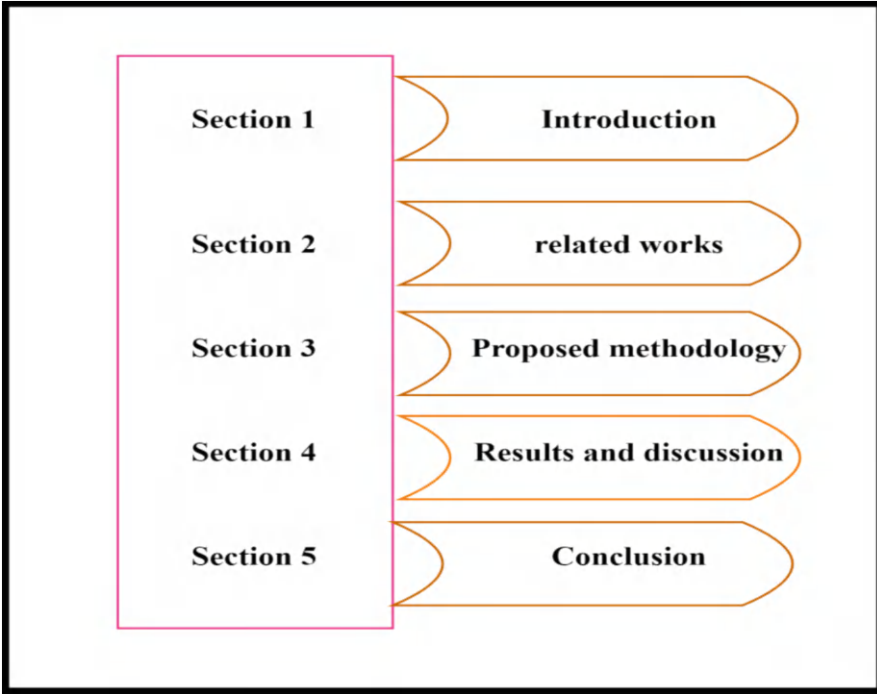 Section 1 Introduction
Section 2 related works
Section 3 Proposed methodology
Section 4 Results and discussion
Section 5 Conclusion